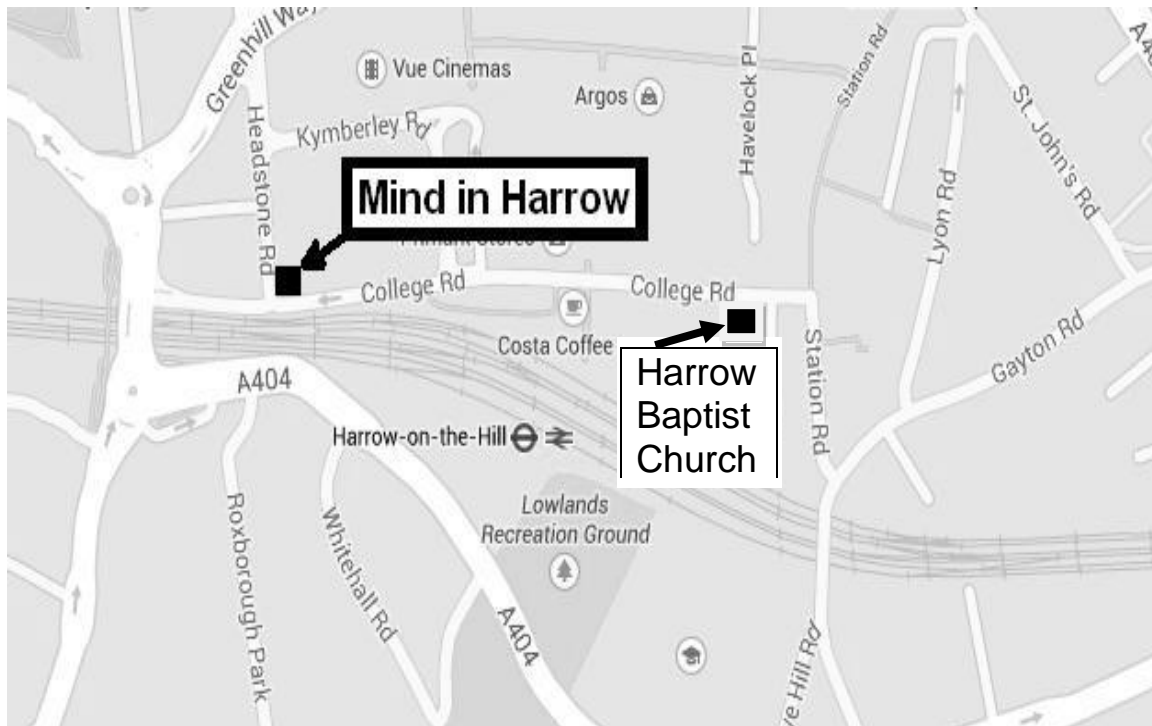 Greenhill Way
Vue Cinemas
Argos
Havelock Pl
Station Rd
St. John's Rd
Headstone Rd
Kymberley Rd
Lyon Rd
Mind in Harrow
College Rd
College Rd
Costa Coffee
Harrow
Baptist
Church
Station Rd
Gayton Rd
A404
Harrow-on-the-Hill
Lowlands
Recreation Ground
Roxborough Park
Whitehall Rd
A404
Hill Rd